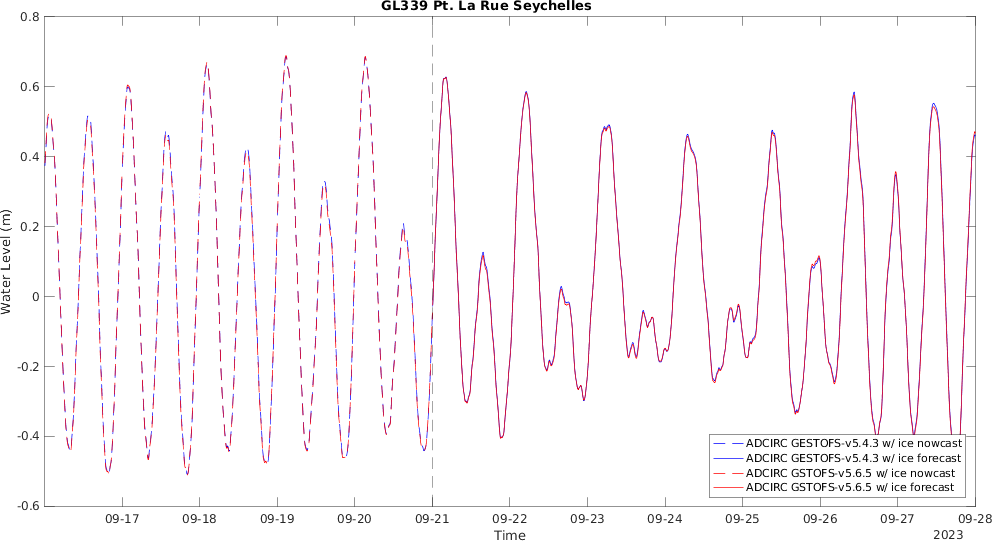 GL339 Pt. La Rue Seychelles
0.8
0.6
0.4
0.2
0
-0.2
-0.4
-0.6
Water Level (m)
ADCIRC GESTOFS-v5.4.3 w/ ice nowcast
ADCIRC GESTOFS-v5.4.3 w/ ice forecast
ADCIRC GSTOFS-v5.6.5 w/ ice nowcast
ADCIRC GSTOFS-v5.6.5 w/ ice forecast
09-17 09-18 09-19 09-20 09-21 09-22 09-23 09-24 09-25 09-26 09-27 09-28
Time
2023